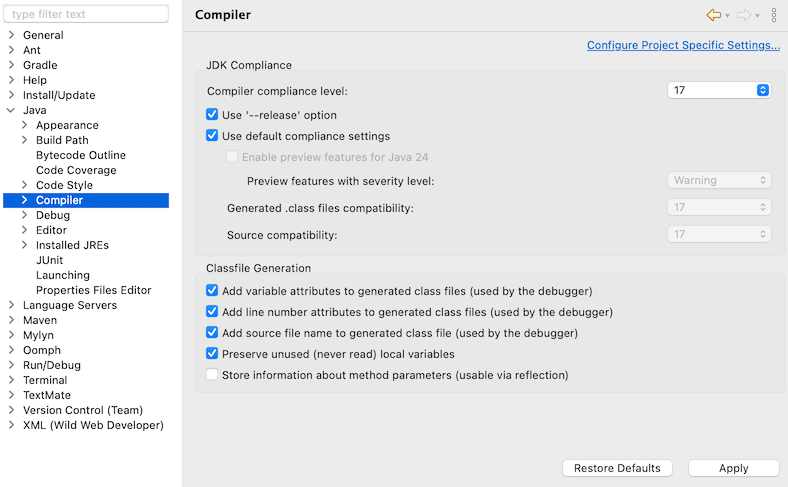 type filter text
General
Ant
Gradle
Help
Install/Update
Java
Appearance
Build Path
Bytecode Outline
Code Coverage
Code Style
Compiler
Debug
Editor
Installed JREs
JUnit
Launching
Properties Files Editor
Language Servers
Maven
Mylyn
Oomph
Run/Debug
Terminal
TextMate
Version Control (Team)
XML (Wild Web Developer)
Compiler
Configure Project Specific Settings...
JDK Compliance
Compiler compliance level: 17
Use '--release' option
Use default compliance settings
Enable preview features for Java 24
Preview features with severity level: Warning
Generated .class files compatibility: 17
Source compatibility: 17
Classfile Generation
Add variable attributes to generated class files (used by the debugger)
Add line number attributes to generated class files (used by the debugger)
Add source file name to generated class file (used by the debugger)
Preserve unused (never read) local variables
Store information about method parameters (usable via reflection)
Restore Defaults Apply